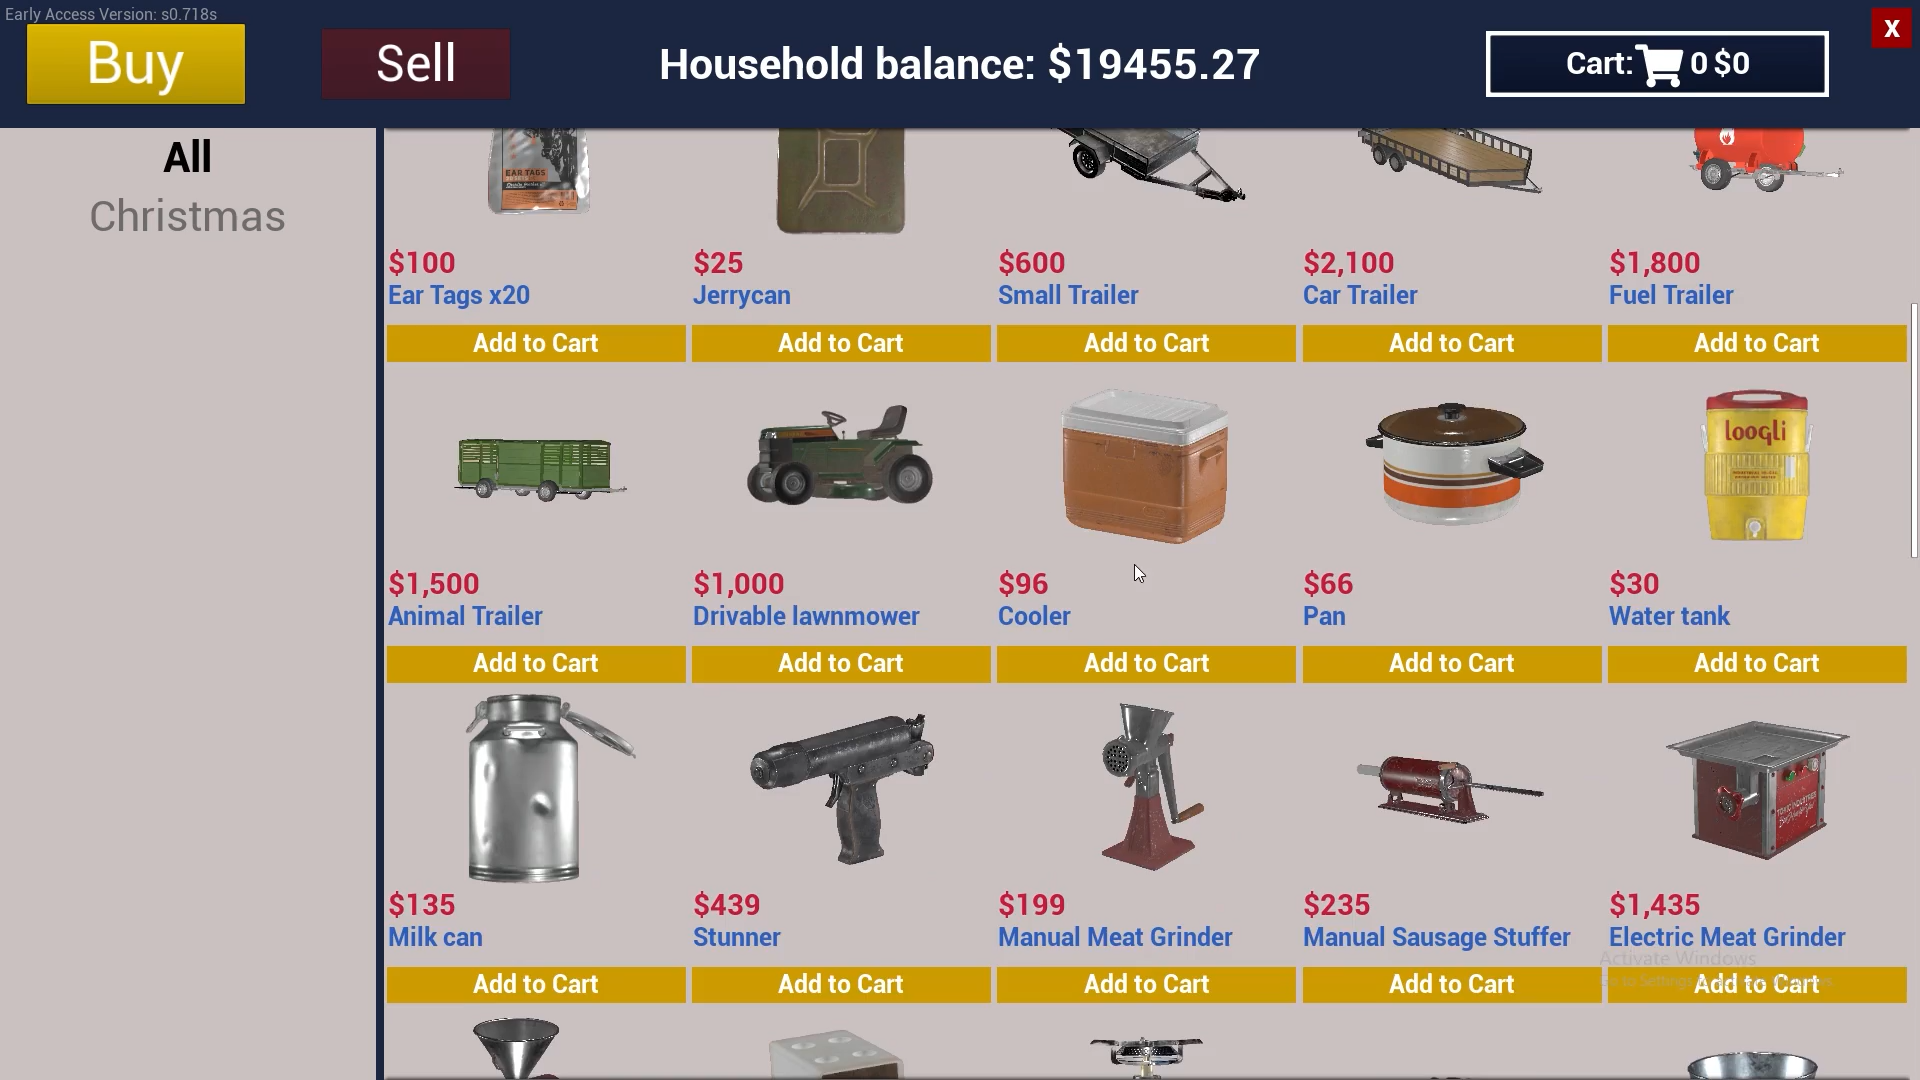 Early Access Version: s0.718s
Buy
Sell
Household balance: $19455.27
Cart: 0 $0
X
All
Christmas
EAR TAGS
$100
Ear Tags x20
Add to Cart
$25
Jerrycan
Add to Cart
$600
Small Trailer
Add to Cart
$2,100
Car Trailer
Add to Cart
$1,800
Fuel Trailer
Add to Cart
$1,500
Animal Trailer
Add to Cart
$1,000
Drivable lawnmower
Add to Cart
$96
Cooler
Add to Cart
$66
Pan
Add to Cart
loogli
$30
Water tank
Add to Cart
$135
Milk can
Add to Cart
$439
Stunner
Add to Cart
$199
Manual Meat Grinder
Add to Cart
$235
Manual Sausage Stuffer
Add to Cart
$1,435
Electric Meat Grinder
Activate Windows
Add to Cart